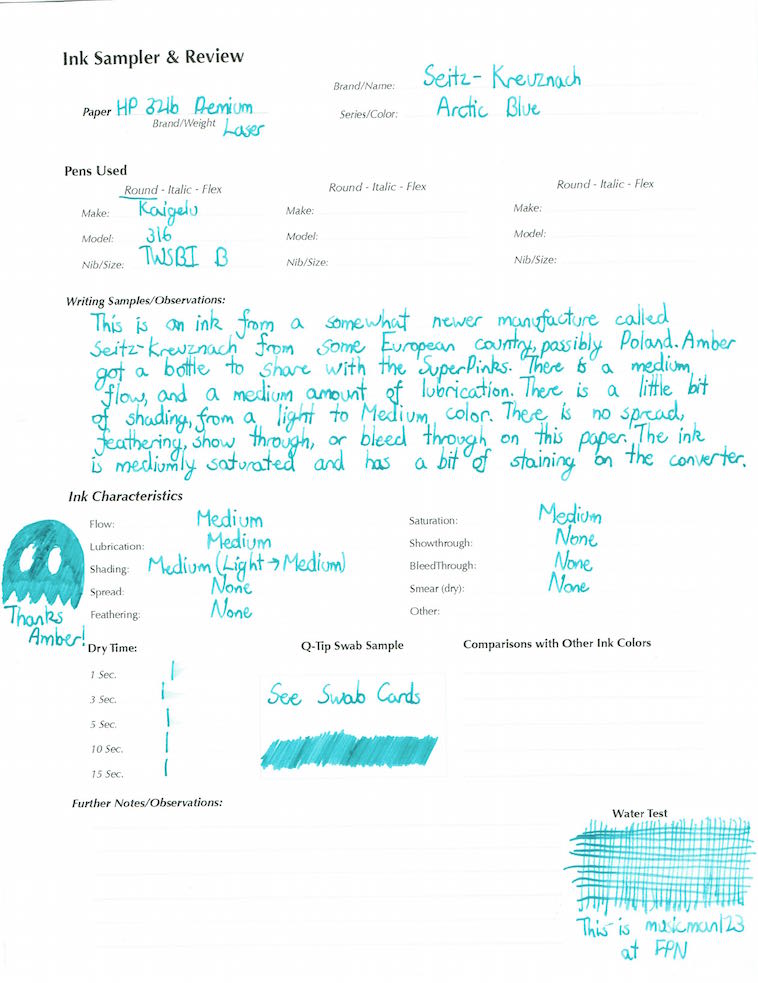 Ink Sampler & Review
Brand/Name: Seitz-Kreuznach
Paper HP 32lb Premium
Brand/Weight Laser
Series/Color: Arctic Blue
Pens Used
Round - Italic - Flex Round - Italic - Flex Round - Italic - Flex
Make: Kaigelu Make: Make:
Model: 316 Model: Model:
Nib/Size: TWSBI B Nib/Size: Nib/Size:
Writing Samples/Observations:
This is an ink from a somewhat newer manufacture called
Seitz-Kreuznach from some European country, passibly Poland. Amber
got a bottle to share with the SuperPinks. There is a medium
flow, and a medium amount of lubrication. There is a little bit
of shading, from a light to Medium color. There is no spread,
feathering, show through, or bleed through on this paper. The ink
is mediumly saturated and has a bit of staining on the converter.
Ink Characteristics
Flow: Medium Saturation: Medium
Lubrication: Medium Showthrough: None
Shading: Medium (Light → Medium) BleedThrough: None
Spread: None Smear (dry): None
Feathering: None Other:
Thanks
Amber!
Dry Time: Q-Tip Swab Sample Comparisons with Other Ink Colors
1 Sec.
3 Sec.
5 Sec.
10 Sec.
15 Sec.
See Swab Cards
Further Notes/Observations:
Water Test
This is musicman123
at FPN